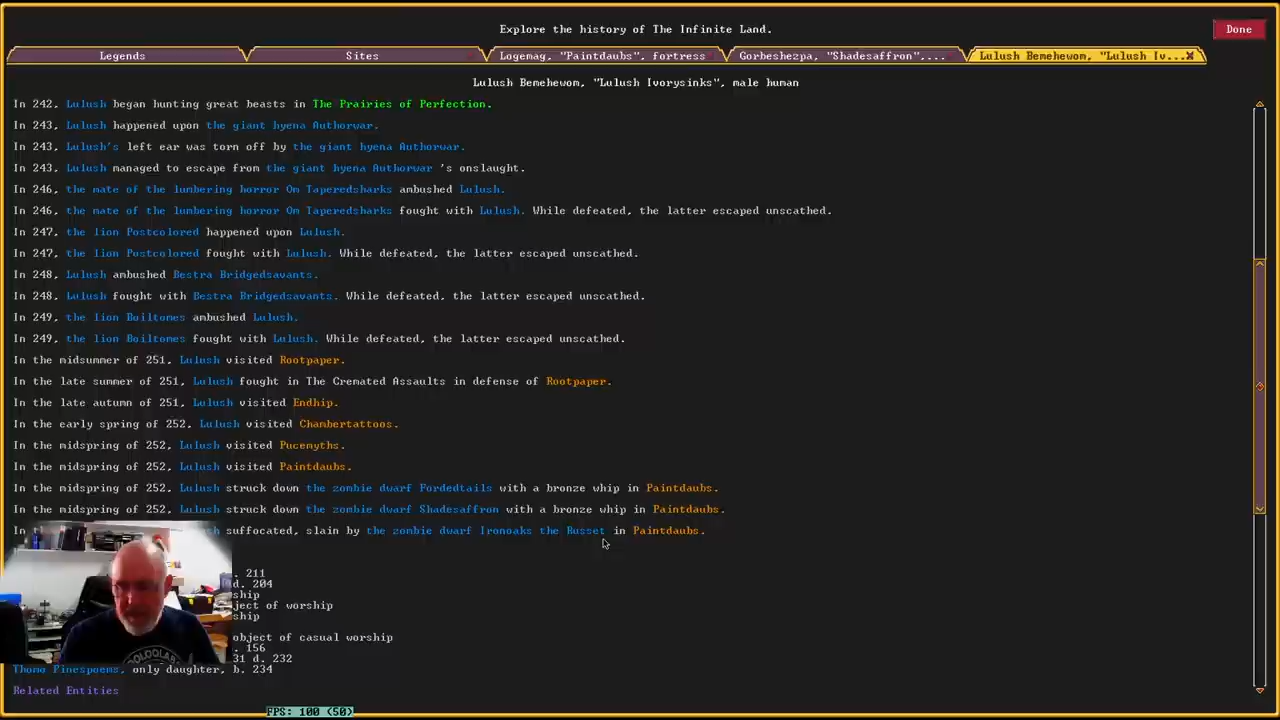 Explore the history of The Infinite Land.
Done
Legends
Sites
Logemag, "Paintdaubs", fortress
Gorbeshezpa, "Shadesaffron",....
Lulush Bemehewom, "Lulush Iv...
Lulush Bemehewom, "Lulush Ivorysinks", male human
In 242, Lulush began hunting great beasts in The Prairies of Perfection.
In 243, Lulush happened upon the giant hyena Authorwar.
In 243, Lulush's left ear was torn off by the giant hyena Authorwar.
In 243, Lulush managed to escape from the giant hyena Authorwar 's onslaught.
In 246, the mate of the lumbering horror Om Taperedsharks ambushed Lulush.
In 246, the mate of the lumbering horror Om Taperedsharks fought with Lulush. While defeated, the latter escaped unscathed.
In 247, the lion Postcolored happened upon Lulush.
In 247, the lion Postcolored fought with Lulush. While defeated, the latter escaped unscathed.
In 248, Lulush ambushed Bestra Bridgedsavants.
In 248, Lulush fought with Bestra Bridgedsavants. While defeated, the latter escaped unscathed.
In 249, the lion Boiltomes ambushed Lulush.
In 249, the lion Boiltomes fought with Lulush. While defeated, the latter escaped unscathed.
In the midsummer of 251, Lulush visited Rootpaper.
In the late summer of 251, Lulush fought in The Cremated Assaults in defense of Rootpaper.
In the late autumn of 251, Lulush visited Endhip.
In the early spring of 252, Lulush visited Chambertattoos.
In the midspring of 252, Lulush visited Pucemyths.
In the midspring of 252, Lulush visited Paintdaubs.
In the midspring of 252, Lulush struck down the zombie dwarf Fordedtails with a bronze whip in Paintdaubs.
In the midspring of 252, Lulush struck down the zombie dwarf Shadesaffron with a bronze whip in Paintdaubs.
In suffocated, slain by the zombie dwarf Ironoaks the Russet in Paintdaubs.
. 211
d. 204
ship
ject of worship
ship
object of casual worship
. 156
31 d. 232
Thomo Pinespoems, only daughter, b. 234
Related Entities
FPS: 100 (50)